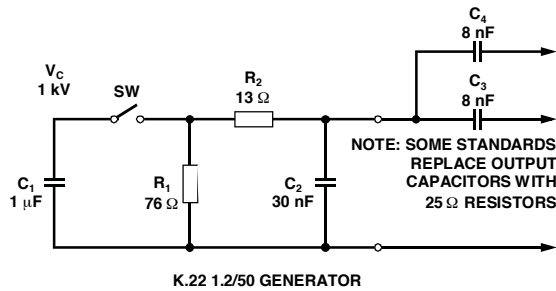 C4
8 nF
VC
1 kV
SW
R2
13 Ω
C3
8 nF
NOTE: SOME STANDARDS
REPLACE OUTPUT
CAPACITORS WITH
25 Ω RESISTORS
C1
1 µF
R1
76 Ω
C2
30 nF
K.22 1.2/50 GENERATOR